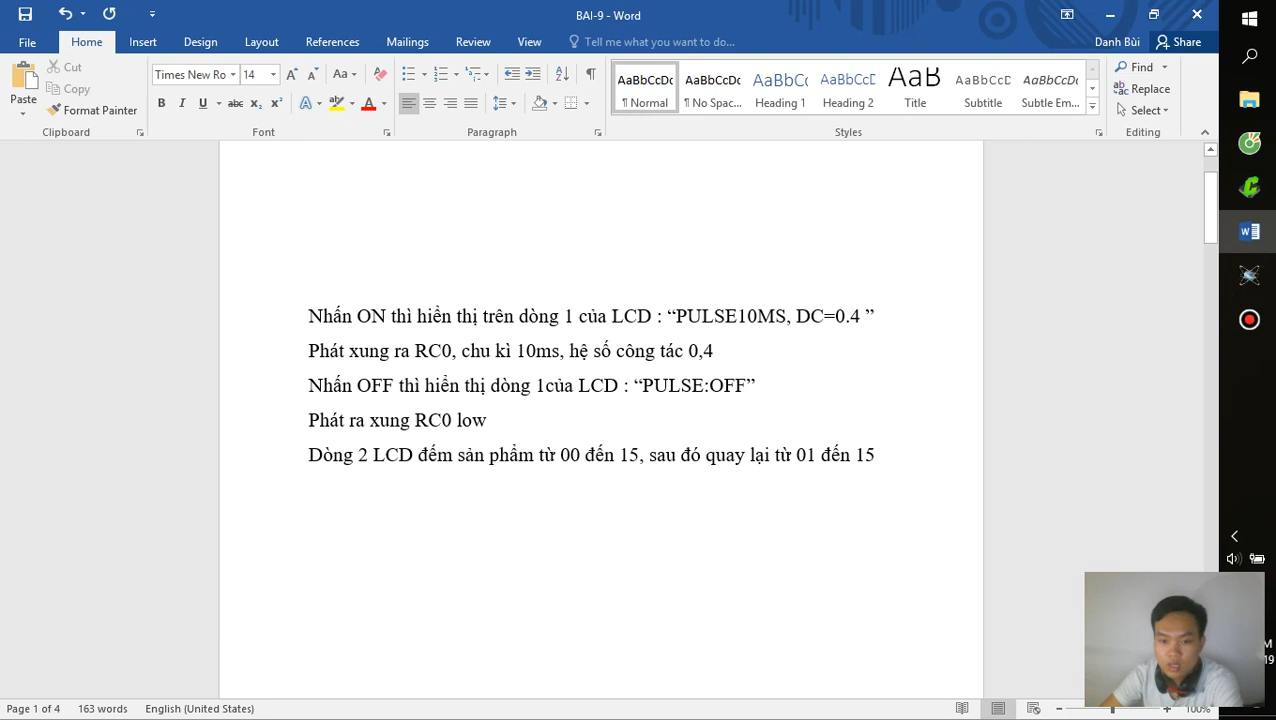 BAI-9 - Word
File Home Insert Design Layout References Mailings Review View Tell me what you want to do... Danh Bùi Share
Cut
Copy
Format Painter
Paste
Clipboard
Times New Ro 14
Font
Paragraph
AaBbCcDc AaBbCcDc AaBbCc AaBbCcC AaB AaBbCcD AaBbCcDc
¶ Normal ¶ No Spac... Heading 1 Heading 2 Title Subtitle Subtle Em...
Styles
Find
Replace
Select
Editing
Nhấn ON thì hiển thị trên dòng 1 của LCD : “PULSE10MS, DC=0.4 ”
Phát xung ra RC0, chu kì 10ms, hệ số công tác 0,4
Nhấn OFF thì hiển thị dòng 1của LCD : “PULSE:OFF”
Phát ra xung RC0 low
Dòng 2 LCD đếm sản phẩm từ 00 đến 15, sau đó quay lại từ 01 đến 15
Page 1 of 4 163 words English (United States) 100%